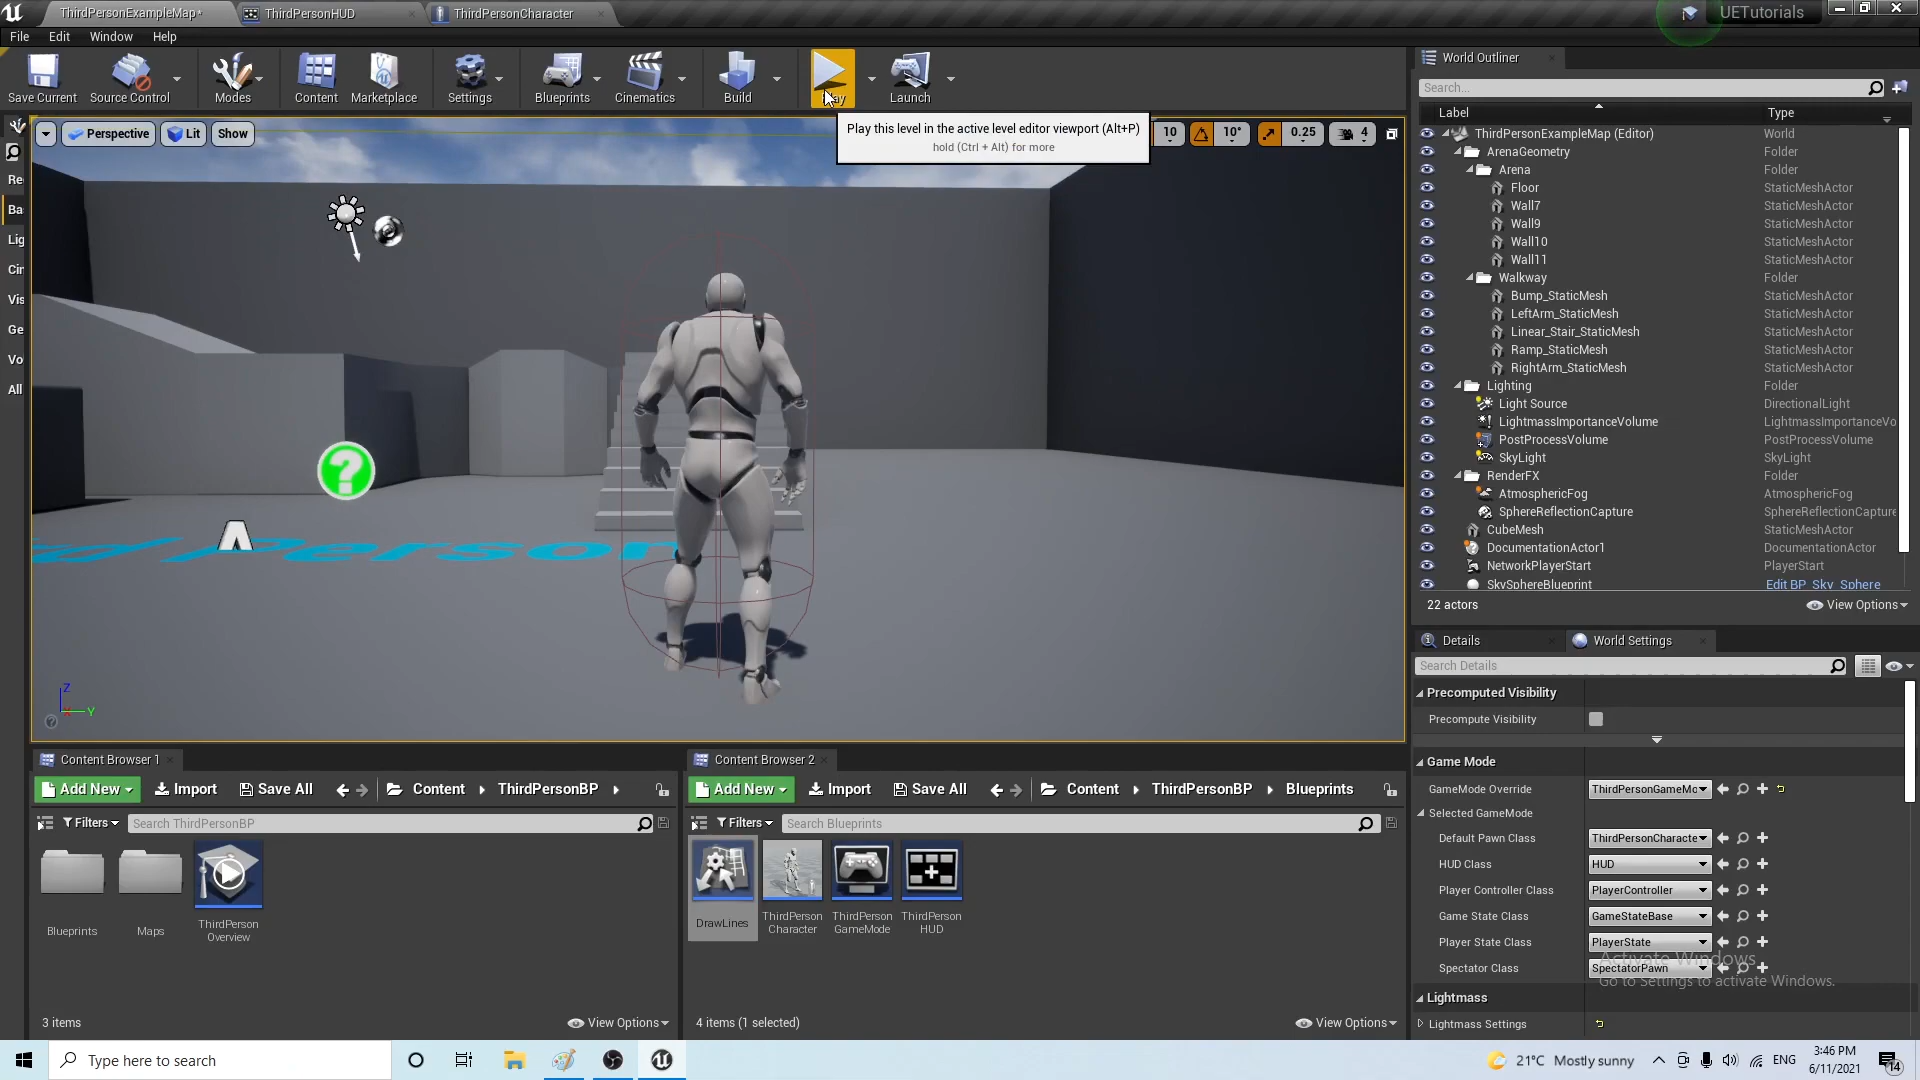 ThirdPersonExampleMap*
ThirdPersonHUD
ThirdPersonCharacter
UETutorials
File Edit Window Help
Save Current
Source Control
Modes
Content
Marketplace
Settings
Blueprints
Cinematics
Build
Launch
Perspective
Lit
Show
Play this level in the active level editor viewport (Alt+P)
hold (Ctrl + Alt) for more
10
10°
0.25
4
Re
Ba
Lig
Cin
Vis
Ge
Vo
All
Person
Z
Y
World Outliner
Search...
Label Type
ThirdPersonExampleMap (Editor) World
ArenaGeometry Folder
Arena Folder
Floor StaticMeshActor
Wall7 StaticMeshActor
Wall9 StaticMeshActor
Wall10 StaticMeshActor
Wall11 StaticMeshActor
Walkway Folder
Bump_StaticMesh StaticMeshActor
LeftArm_StaticMesh StaticMeshActor
Linear_Stair_StaticMesh StaticMeshActor
Ramp_StaticMesh StaticMeshActor
RightArm_StaticMesh StaticMeshActor
Lighting Folder
Light Source DirectionalLight
LightmassImportanceVolume LightmassImportanceVo
PostProcessVolume PostProcessVolume
SkyLight SkyLight
RenderFX Folder
AtmosphericFog AtmosphericFog
SphereReflectionCapture SphereReflectionCapture
CubeMesh StaticMeshActor
DocumentationActor1 DocumentationActor
NetworkPlayerStart PlayerStart
SkySphereBlueprint Edit BP_Sky_Sphere
22 actors
View Options
Details
World Settings
Search Details
Precomputed Visibility
Precompute Visibility
Game Mode
GameMode Override ThirdPersonGameMo
Selected GameMode
Default Pawn Class ThirdPersonCharacte
HUD Class HUD
Player Controller Class PlayerController
Game State Class GameStateBase
Player State Class PlayerState
Spectator Class SpectatorPawn
Activate Windows
Go to Settings to activate Windows.
Lightmass
Lightmass Settings
Content Browser 1
Add New Import Save All Content ThirdPersonBP
Filters Search ThirdPersonBP
Blueprints
Maps
ThirdPerson
Overview
3 items
View Options
Content Browser 2
Add New Import Save All Content ThirdPersonBP Blueprints
Filters Search Blueprints
DrawLines
ThirdPerson
Character
ThirdPerson
GameMode
ThirdPerson
HUD
4 items (1 selected)
View Options
Type here to search
21°C Mostly sunny
ENG
3:46 PM
6/11/2021
14